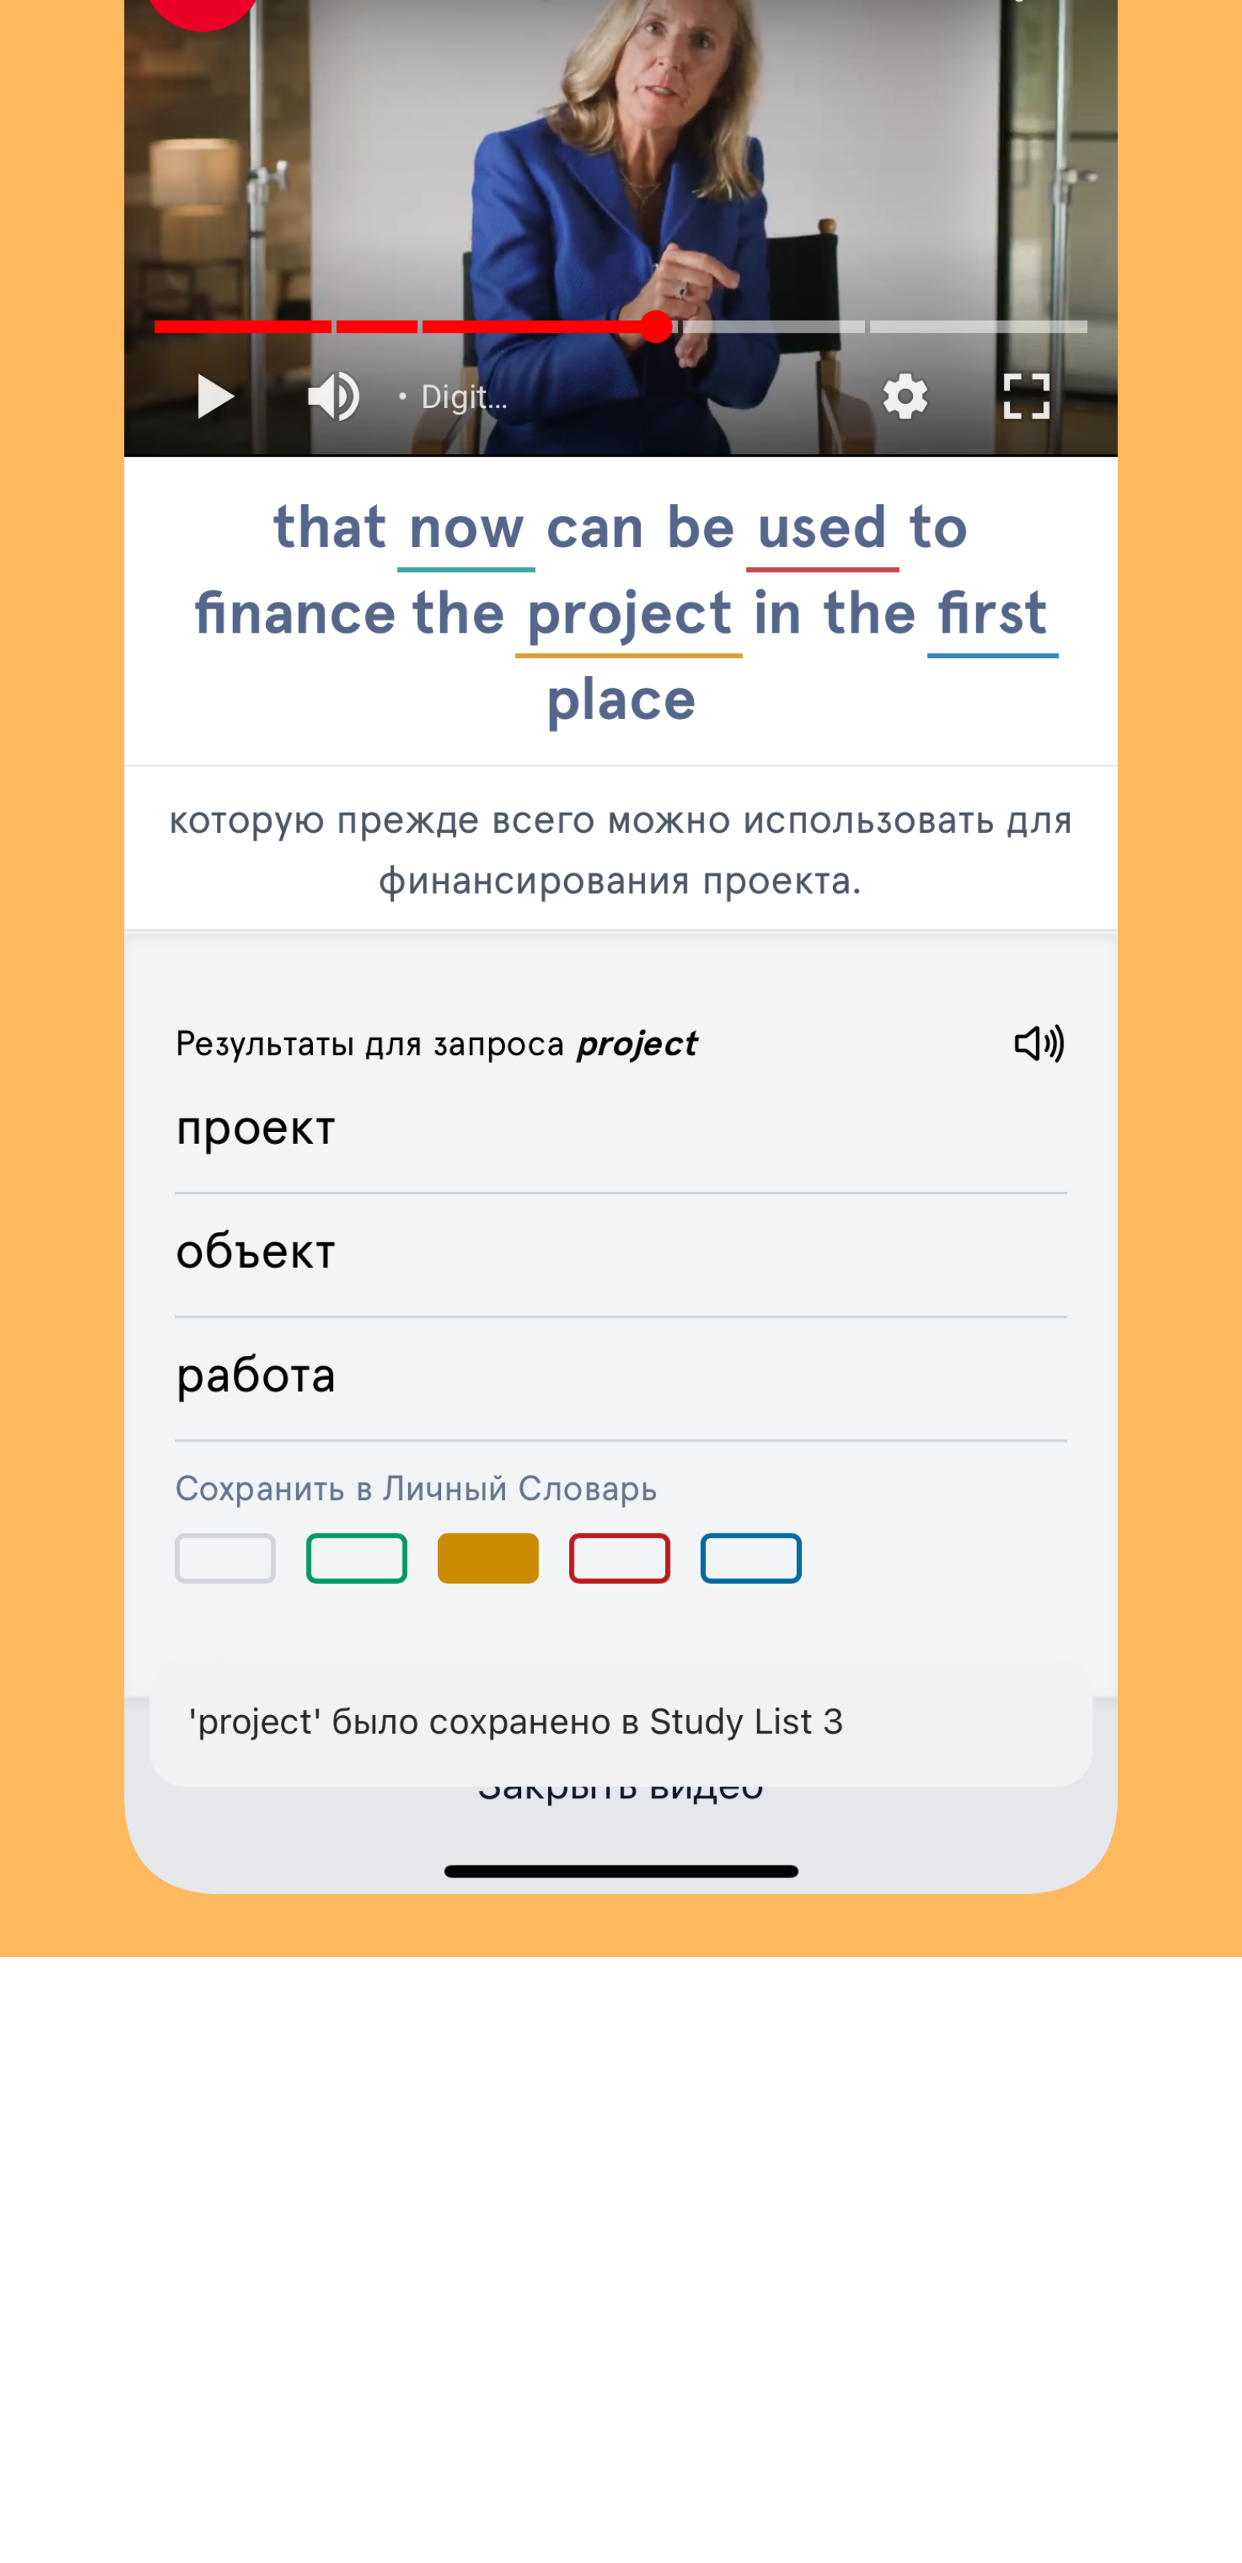 • Digit...
that now can be used to
finance the project in the first
place
которую прежде всего можно использовать для
финансирования проекта.
Результаты для запроса project
проект
объект
работа
Сохранить в Личный Словарь
'project' было сохранено в Study List 3
Закрыть видео